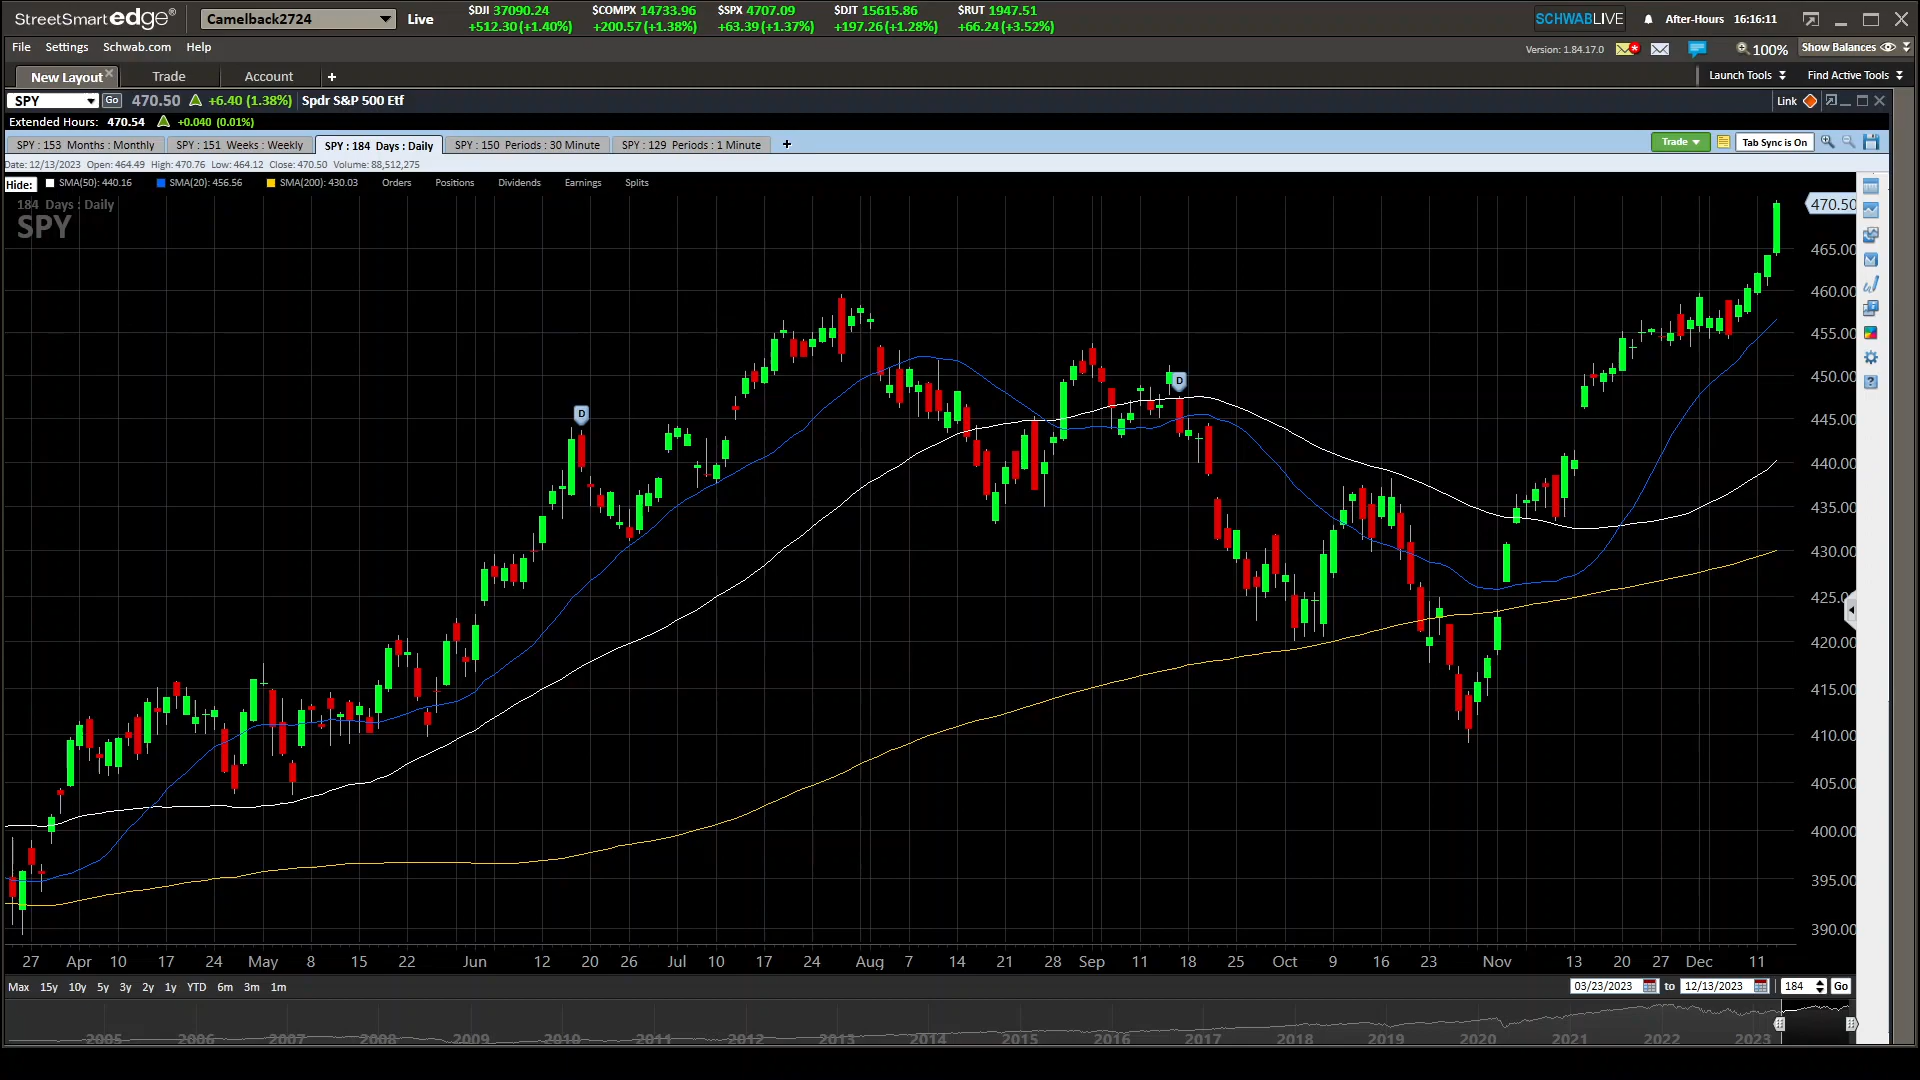 StreetSmart edge® Camelback2724 Live
$DJI 37090.24 $COMPX 14733.96 $SPX 4707.09 $DJT 15615.86 $RUT 1947.51
+512.30 (+1.40%) +200.57 (+1.38%) +63.39 (+1.37%) +197.26 (+1.28%) +66.24 (+3.52%)
SCHWABLIVE After-Hours 16:16:11
File Settings Schwab.com Help
Version: 1.84.17.0 100% Show Balances
New Layout Trade Account +
Launch Tools Find Active Tools
SPY Go 470.50 +6.40 (1.38%) Spdr S&P 500 Etf
Link
Extended Hours: 470.54 +0.040 (0.01%)
SPY : 153 Months : Monthly SPY : 151 Weeks : Weekly SPY : 184 Days : Daily SPY : 150 Periods : 30 Minute SPY : 129 Periods : 1 Minute +
Trade Tab Sync is On
Date: 12/13/2023 Open: 464.49 High: 470.76 Low: 464.12 Close: 470.50 Volume: 88,512,275
Hide: SMA(50): 440.16 SMA(20): 456.56 SMA(200): 430.03 Orders Positions Dividends Earnings Splits
184 Days : Daily
SPY
470.50
465.00
460.00
455.00
450.00
445.00
440.00
435.00
430.00
425.00
420.00
415.00
410.00
405.00
400.00
395.00
390.00
D
D
?
27 Apr 10 17 24 May 8 15 22 Jun 12 20 26 Jul 10 17 24 Aug 7 14 21 28 Sep 11 18 25 Oct 9 16 23 Nov 13 20 27 Dec 11
Max 15y 10y 5y 3y 2y 1y YTD 6m 3m 1m
03/23/2023 to 12/13/2023 184 Go
2005 2006 2007 2008 2009 2010 2011 2012 2013 2014 2015 2016 2017 2018 2019 2020 2021 2022 2023